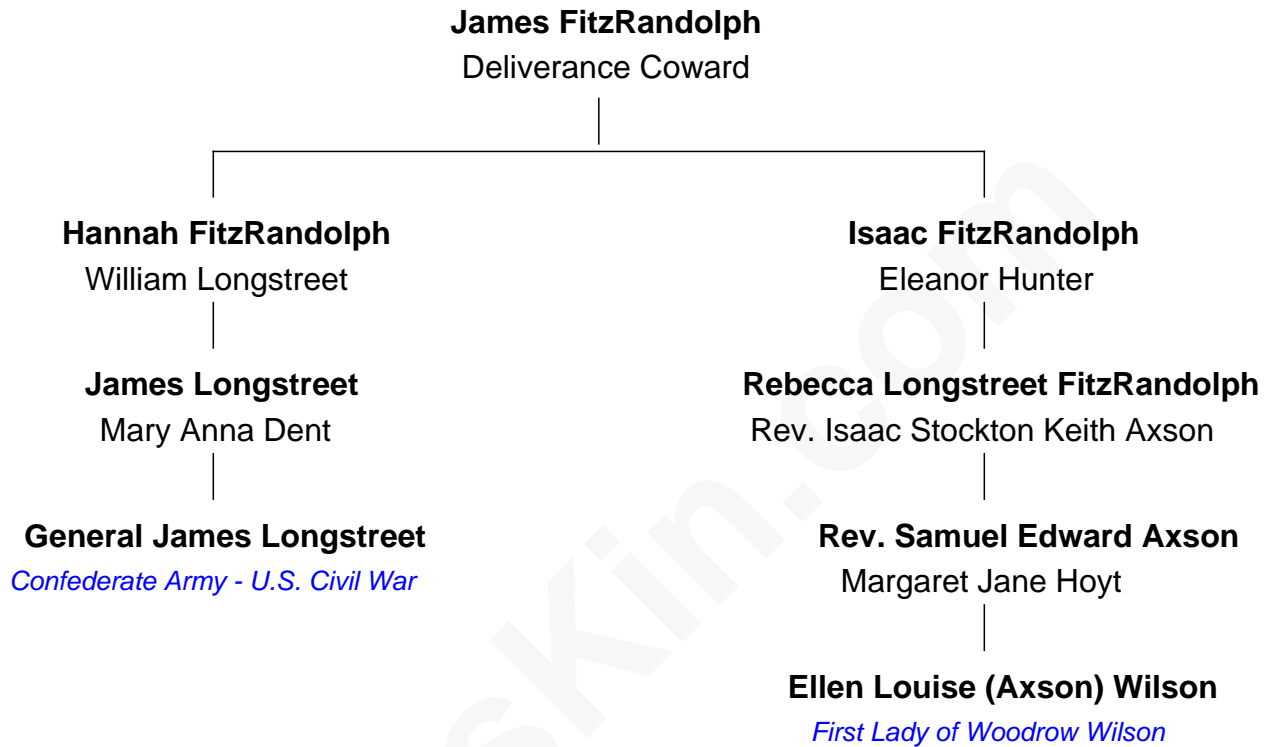 James FitzRandolph
Deliverance Coward
Hannah FitzRandolph
William Longstreet
Isaac FitzRandolph
Eleanor Hunter
James Longstreet
Mary Anna Dent
Rebecca Longstreet FitzRandolph
Rev. Isaac Stockton Keith Axson
General James Longstreet
Confederate Army - U.S. Civil War
Rev. Samuel Edward Axson
Margaret Jane Hoyt
Ellen Louise (Axson) Wilson
First Lady of Woodrow Wilson
sKin.com